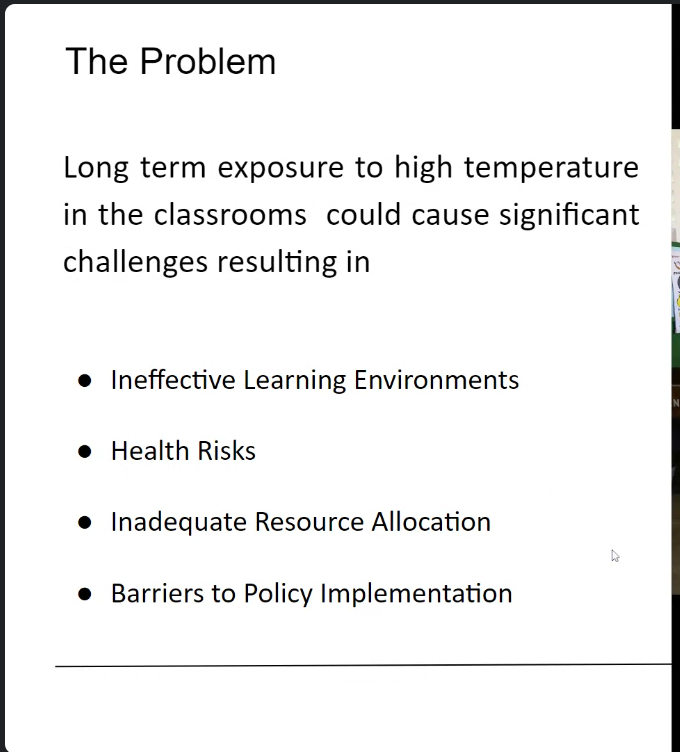 The Problem
Long term exposure to high temperature
in the classrooms could cause significant
challenges resulting in
● Ineffective Learning Environments
● Health Risks
● Inadequate Resource Allocation
● Barriers to Policy Implementation